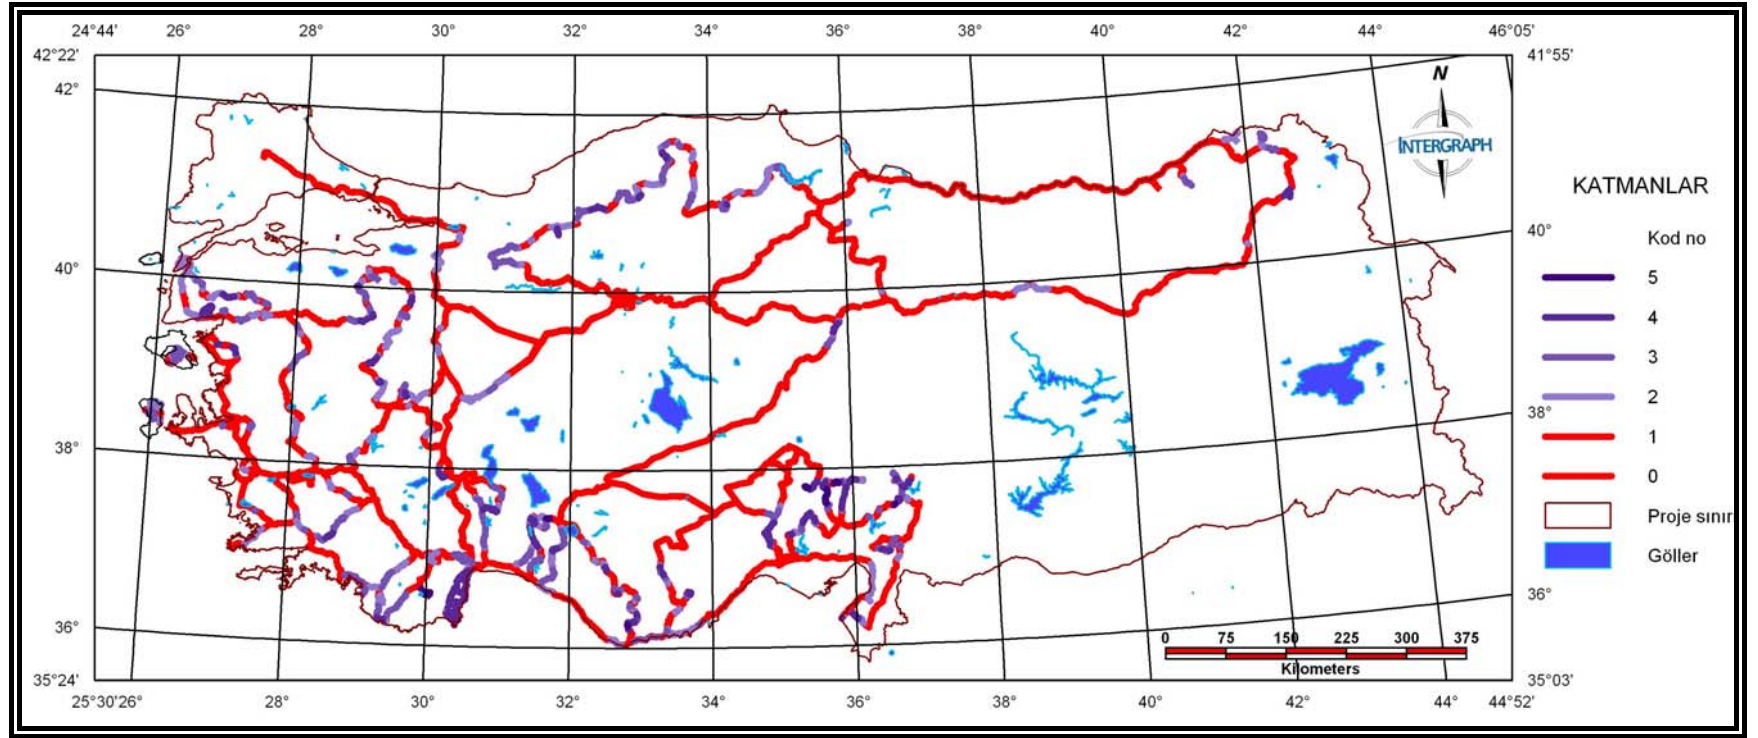 24°44' 26° 28° 30° 32° 34° 36° 38° 40° 42° 44° 46°05'
42°22' 41°55'
42°
N
INTERGRAPH
KATMANLAR
40° Kod no
40°
5
4
3
2
38°
1
38°
0
Proje sınır
Göller
36°
36°
0 75 150 225 300 375
Kilometers
35°24' 35°03'
25°30'26° 28° 30° 32° 34° 36° 38° 40° 42° 44° 44°52'